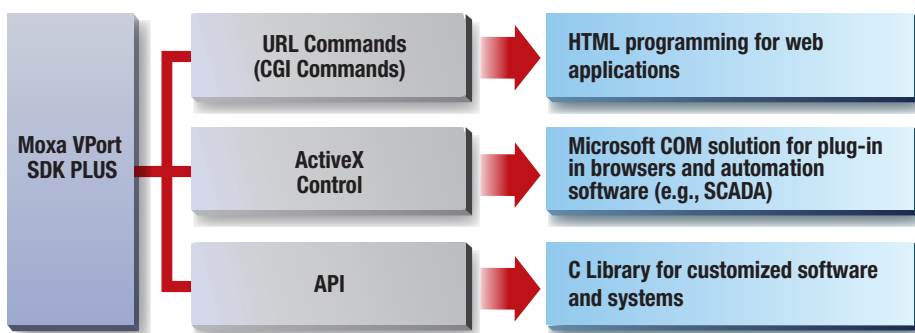 Moxa VPort
SDK PLUS
URL Commands
(CGI Commands)
HTML programming for web
applications
ActiveX
Control
Microsoft COM solution for plug-in
in browsers and automation
software (e.g., SCADA)
API
C Library for customized software
and systems